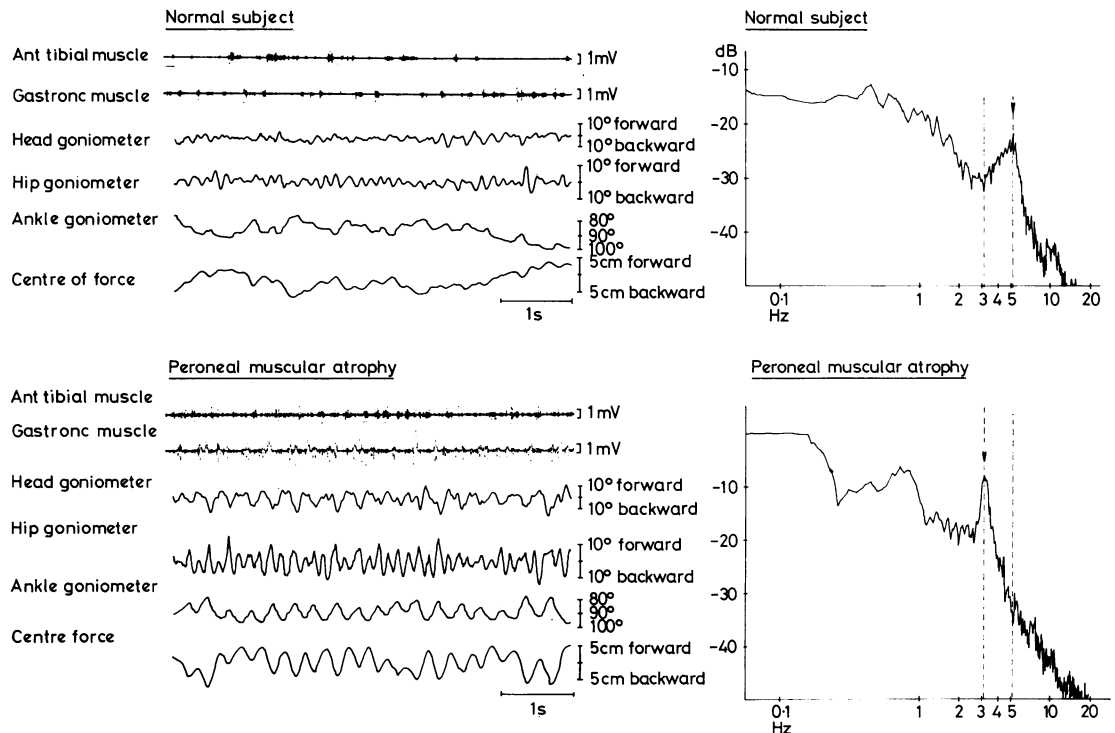 Normal subject
Ant tibial muscle
1mV
Gastronc muscle
1mV
Head goniometer
10° forward
10° backward
Hip goniometer
10° forward
10° backward
Ankle goniometer
80°
90°
100°
Centre of force
5cm forward
5cm backward
1s
Normal subject
dB
-10
-20
-30
-40
0·1 1 2 3 4 5 10 20
Hz
Peroneal muscular atrophy
Ant tibial muscle
1mV
Gastronc muscle
1mV
Head goniometer
10° forward
10° backward
Hip goniometer
10° forward
10° backward
Ankle goniometer
80°
90°
100°
Centre force
5cm forward
5cm backward
1s
Peroneal muscular atrophy
-10
-20
-30
-40
0·1 1 2 3 4 5 10 20
Hz